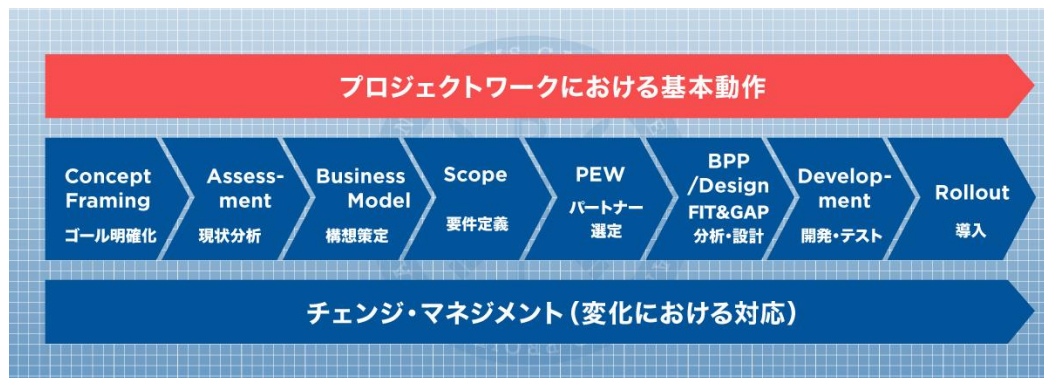 プロジェクトワークにおける基本動作
Concept
Framing
ゴール明確化
Assess-
ment
現状分析
Business
Model
構想策定
Scope
要件定義
PEW
パートナー
選定
BPP
/Design
FIT&GAP
分析・設計
Develop-
ment
開発・テスト
Rollout
導入
チェンジ・マネジメント(変化における対応)